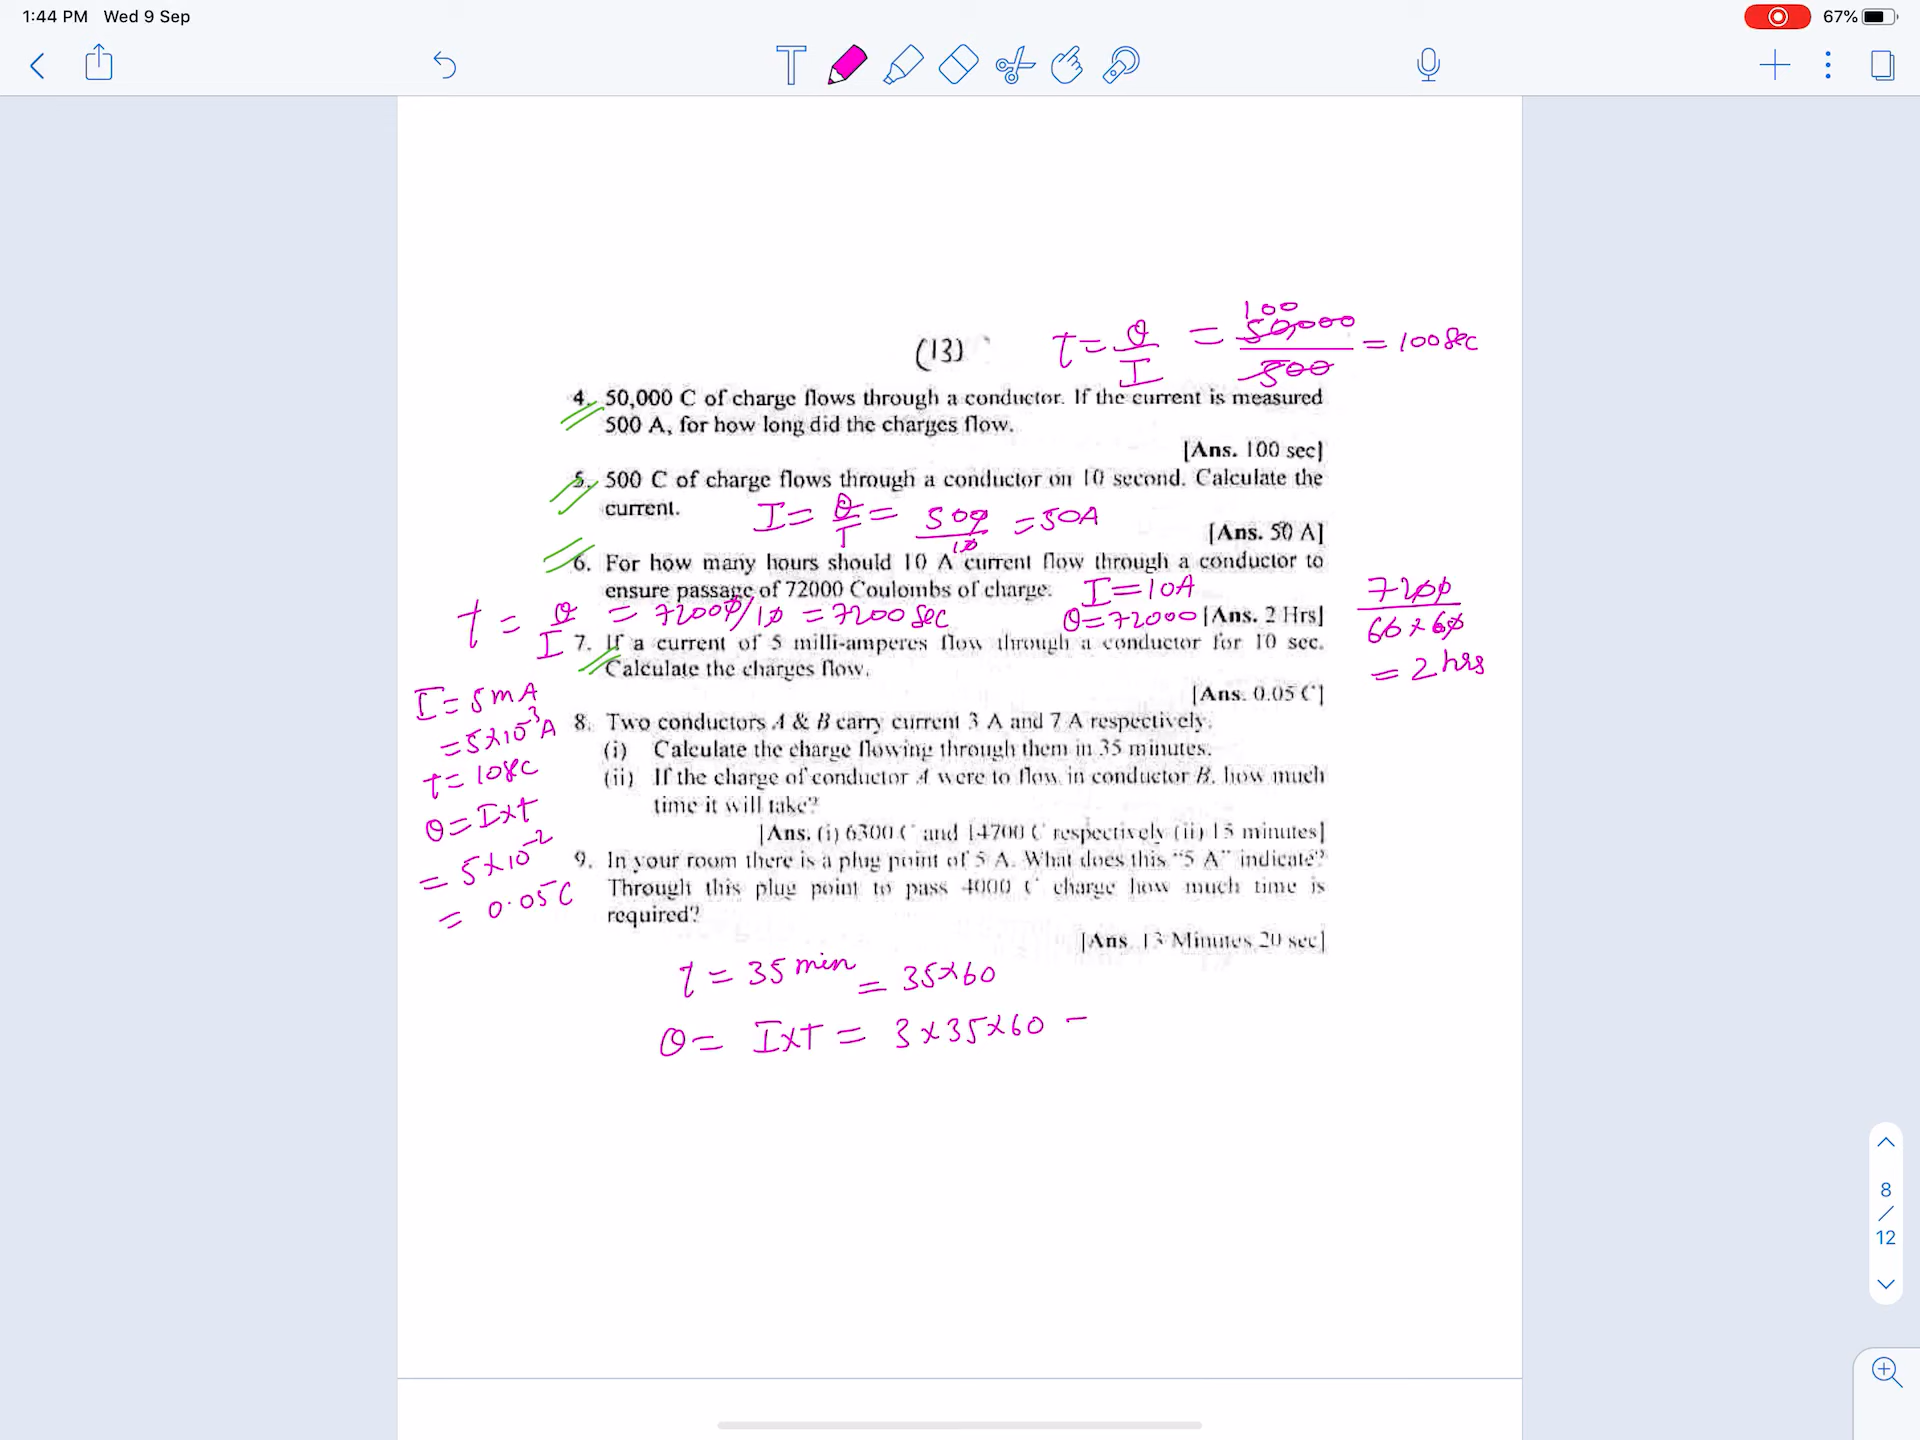 1:44 PM Wed 9 Sep
67%
(13)
t = Q/I = 50,000/500 = 100 sec
100
4. 50,000 C of charge flows through a conductor. If the current is measured
500 A, for how long did the charges flow.
[Ans. 100 sec]
5. 500 C of charge flows through a conductor on 10 second. Calculate the
current.
I = Q/T = 500/10 = 50A
[Ans. 50 A]
6. For how many hours should 10 A current flow through a conductor to
ensure passage of 72000 Coulombs of charge.
I = 10A
Q = 72000
[Ans. 2 Hrs]
t = Q/I = 72000/10 = 7200 sec
7200/60×60
= 2 hrs
7. If a current of 5 milli-amperes flow through a conductor for 10 sec.
Calculate the charges flow.
[Ans. 0.05 C]
I = 5mA
= 5×10⁻³A
t = 10sec
Q = I×t
= 5×10⁻²
= 0.05C
8. Two conductors A & B carry current 3 A and 7 A respectively.
(i) Calculate the charge flowing through them in 35 minutes.
(ii) If the charge of conductor A were to flow in conductor B, how much
time it will take?
[Ans. (i) 6300 C and 14700 C respectively (ii) 15 minutes]
9. In your room there is a plug point of 5 A. What does this "5 A" indicate?
Through this plug point to pass 4000 C charge how much time is
required?
[Ans. 13 Minutes 20 sec]
t = 35 min = 35×60
Q = I×T = 3×35×60 -
8
/
12